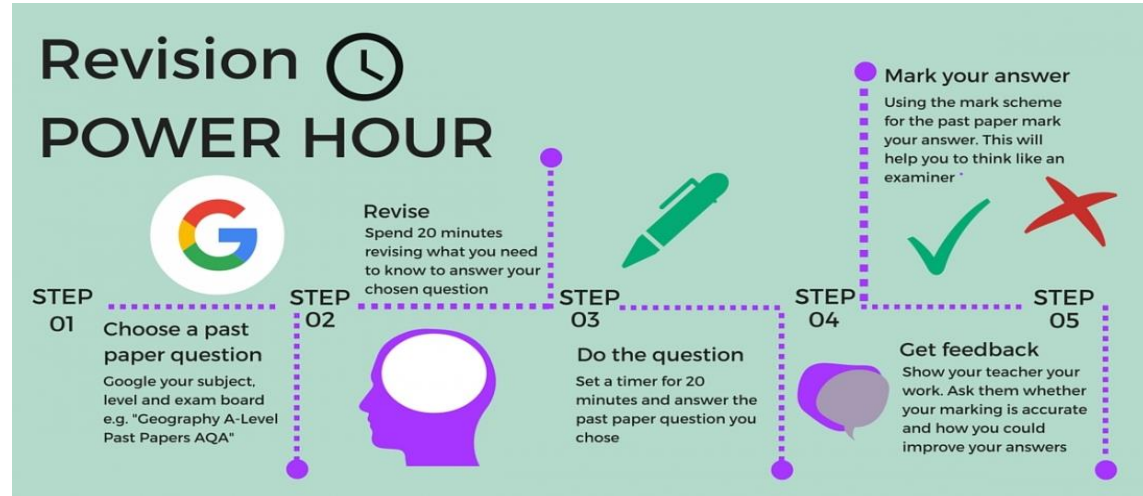 Revision
POWER HOUR
STEP
01
Choose a past
paper question
Google your subject,
level and exam board
e.g. "Geography A-Level
Past Papers AQA"
STEP
02
Revise
Spend 20 minutes
revising what you need
to know to answer your
chosen question
STEP
03
Do the question
Set a timer for 20
minutes and answer the
past paper question you
chose
STEP
04
Mark your answer
Using the mark scheme
for the past paper mark
your answer. This will
help you to think like an
examiner
STEP
05
Get feedback
Show your teacher your
work. Ask them whether
your marking is accurate
and how you could
improve your answers